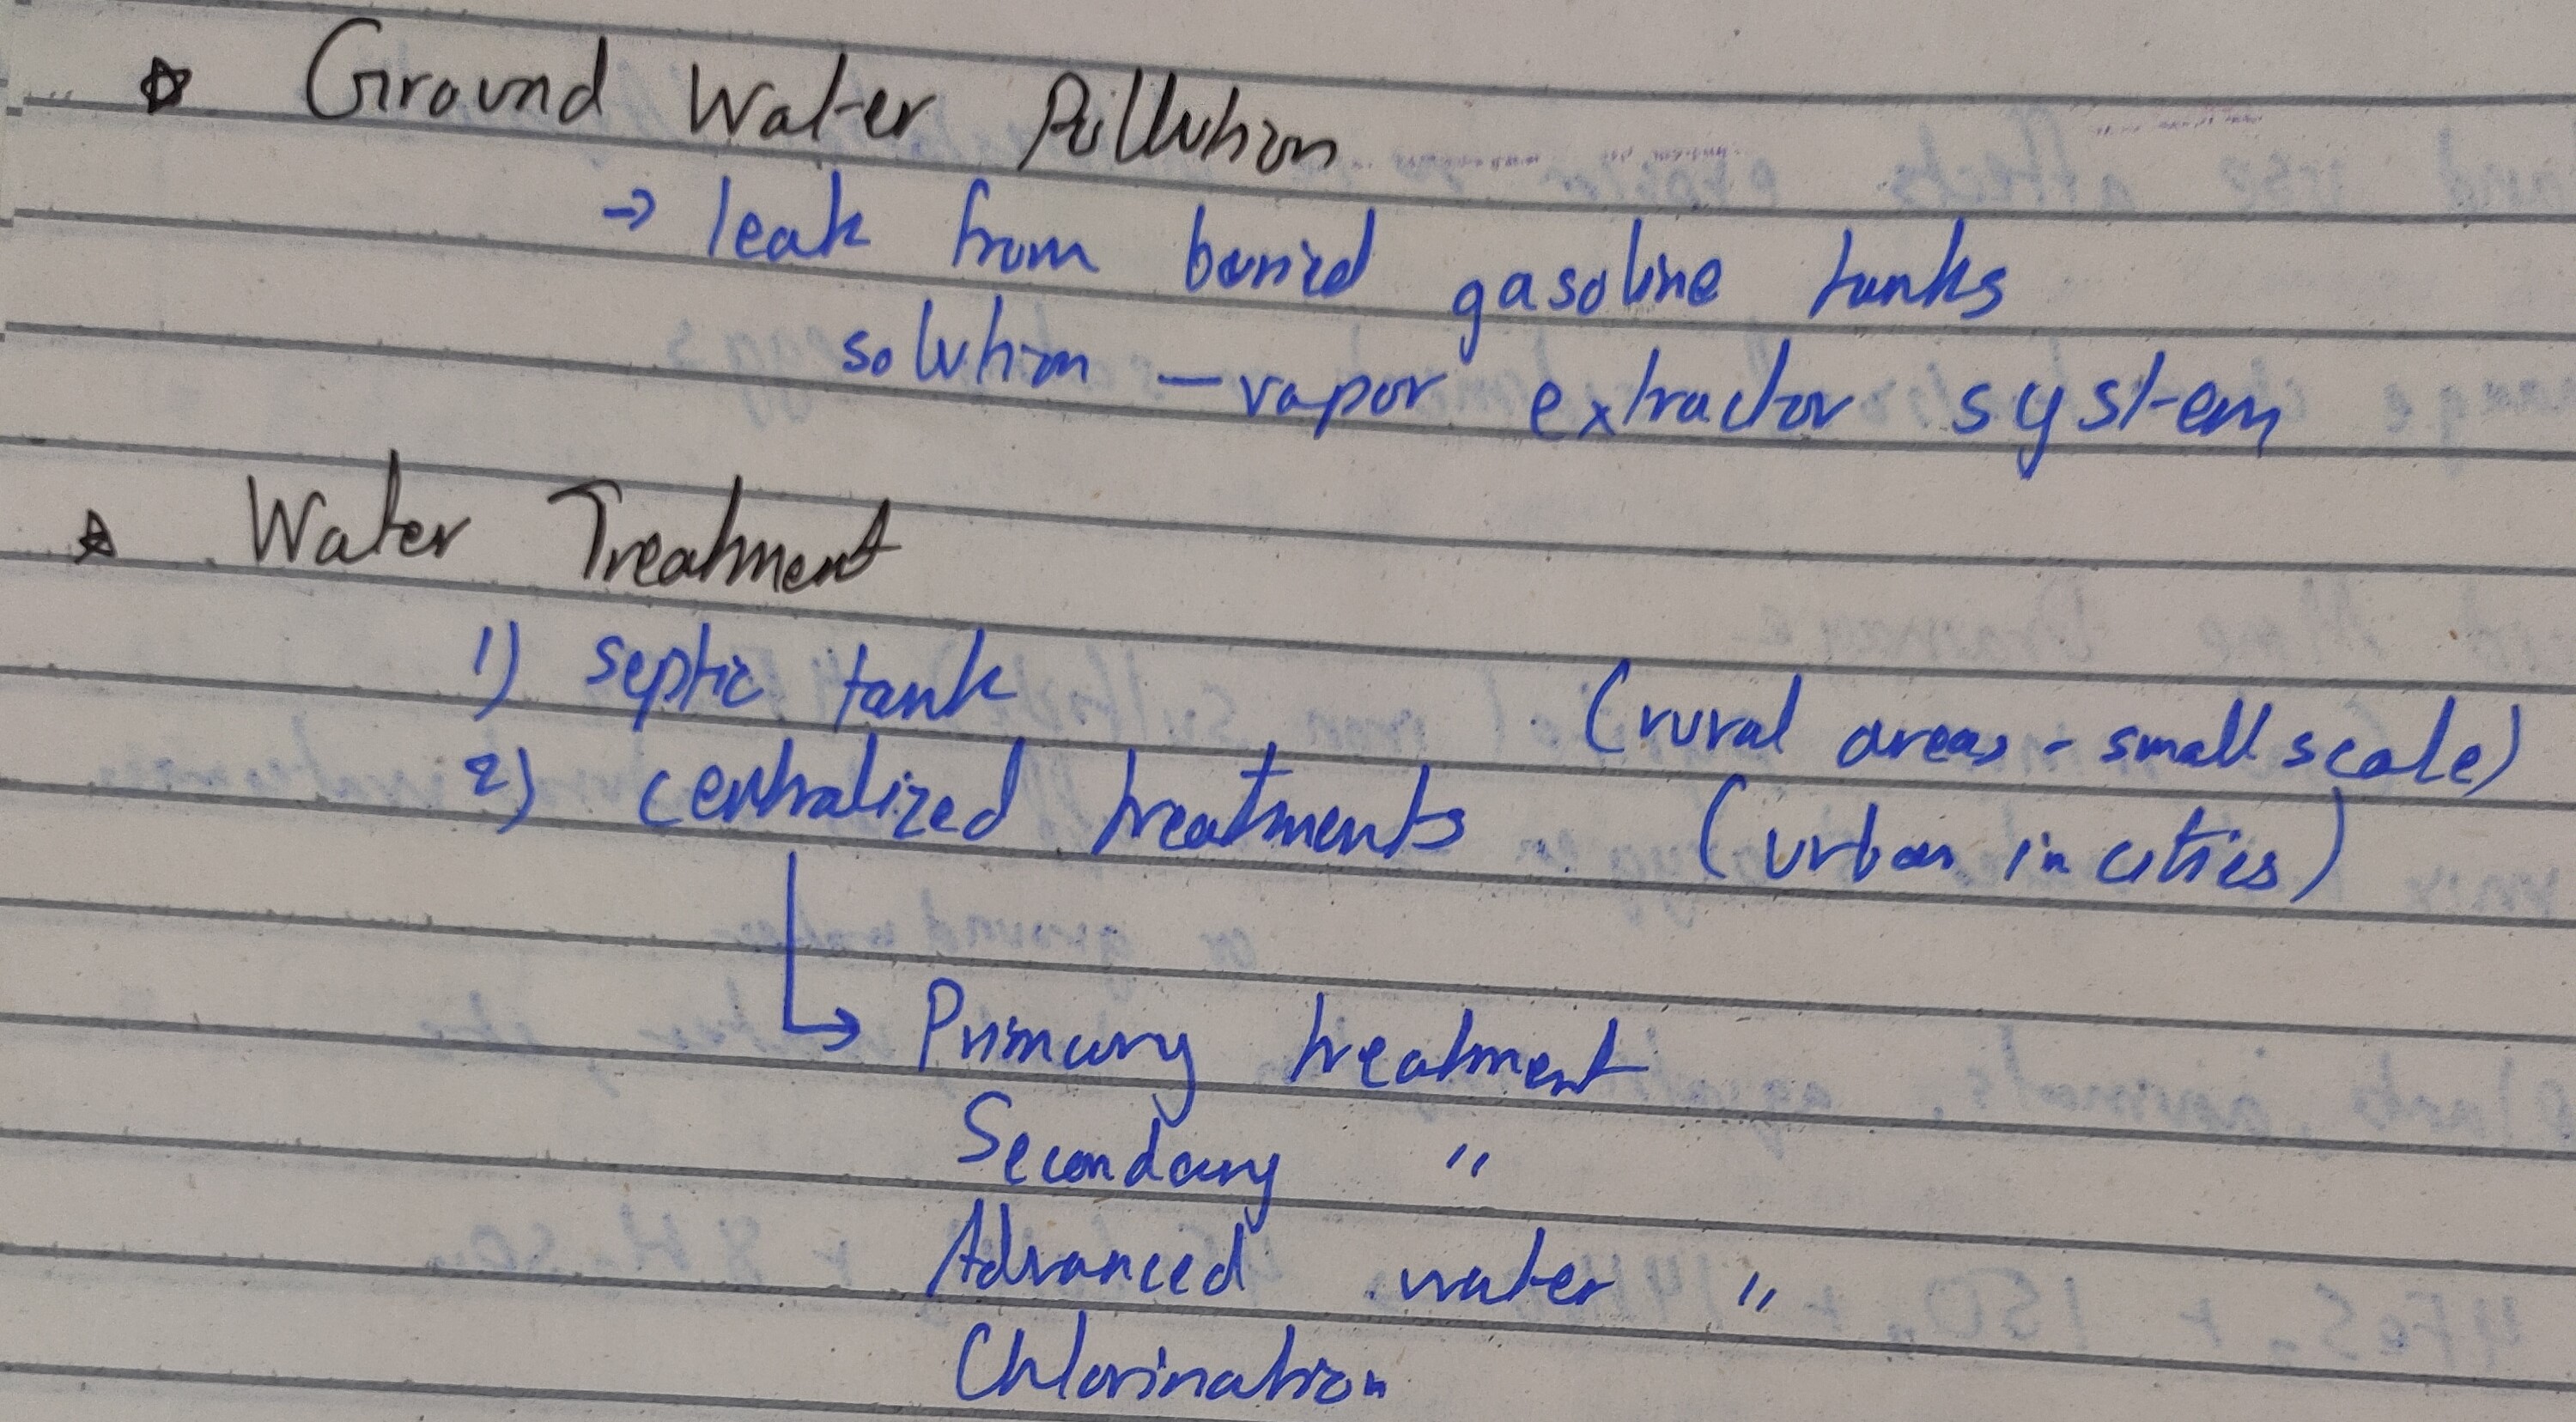 ☆ Ground Water Pollution
→ leak from buried gasoline tanks
solution – vapor extractor system
☆ Water Treatment
1) septic tank (rural areas - small scale)
2) centralized treatments (urban in cities)
↳ Primary treatment
Secondary "
Advanced water "
Chlorination